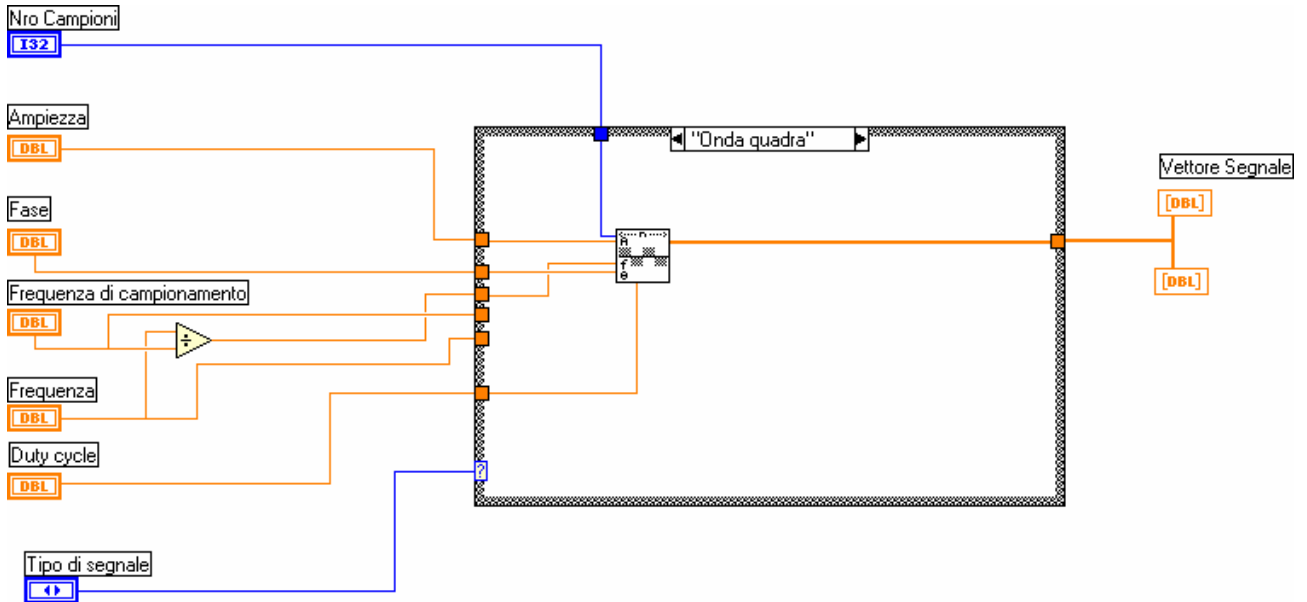 Nro Campioni
I32
Ampiezza
DBL
"Onda quadra"
Vettore Segnale
[DBL]
Fase
DBL
n
A
f
θ
[DBL]
Frequenza di campionamento
DBL
÷
Frequenza
DBL
Duty cycle
DBL
?
Tipo di segnale